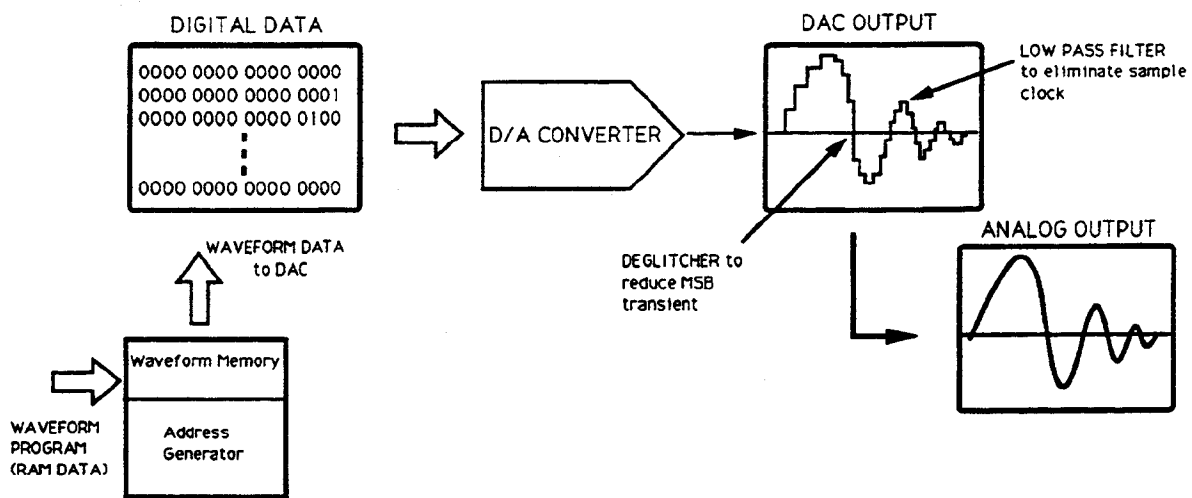 DIGITAL DATA
0000 0000 0000 0000
0000 0000 0000 0001
0000 0000 0000 0100
0000 0000 0000 0000
D/A CONVERTER
DAC OUTPUT
LOW PASS FILTER
to eliminate sample
clock
DEGLITCHER to
reduce MSB
transient
ANALOG OUTPUT
WAVEFORM DATA
to DAC
Waveform Memory
Address
Generator
WAVEFORM
PROGRAM
(RAM DATA)